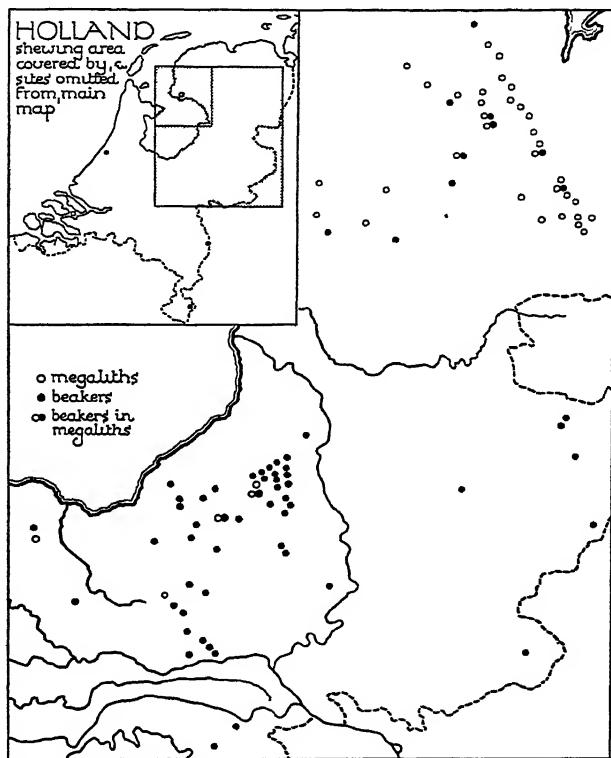 HOLLAND
shewing area
covered by, &
sites omitted
from, main
map
megaliths
beakers
beakers in
megaliths